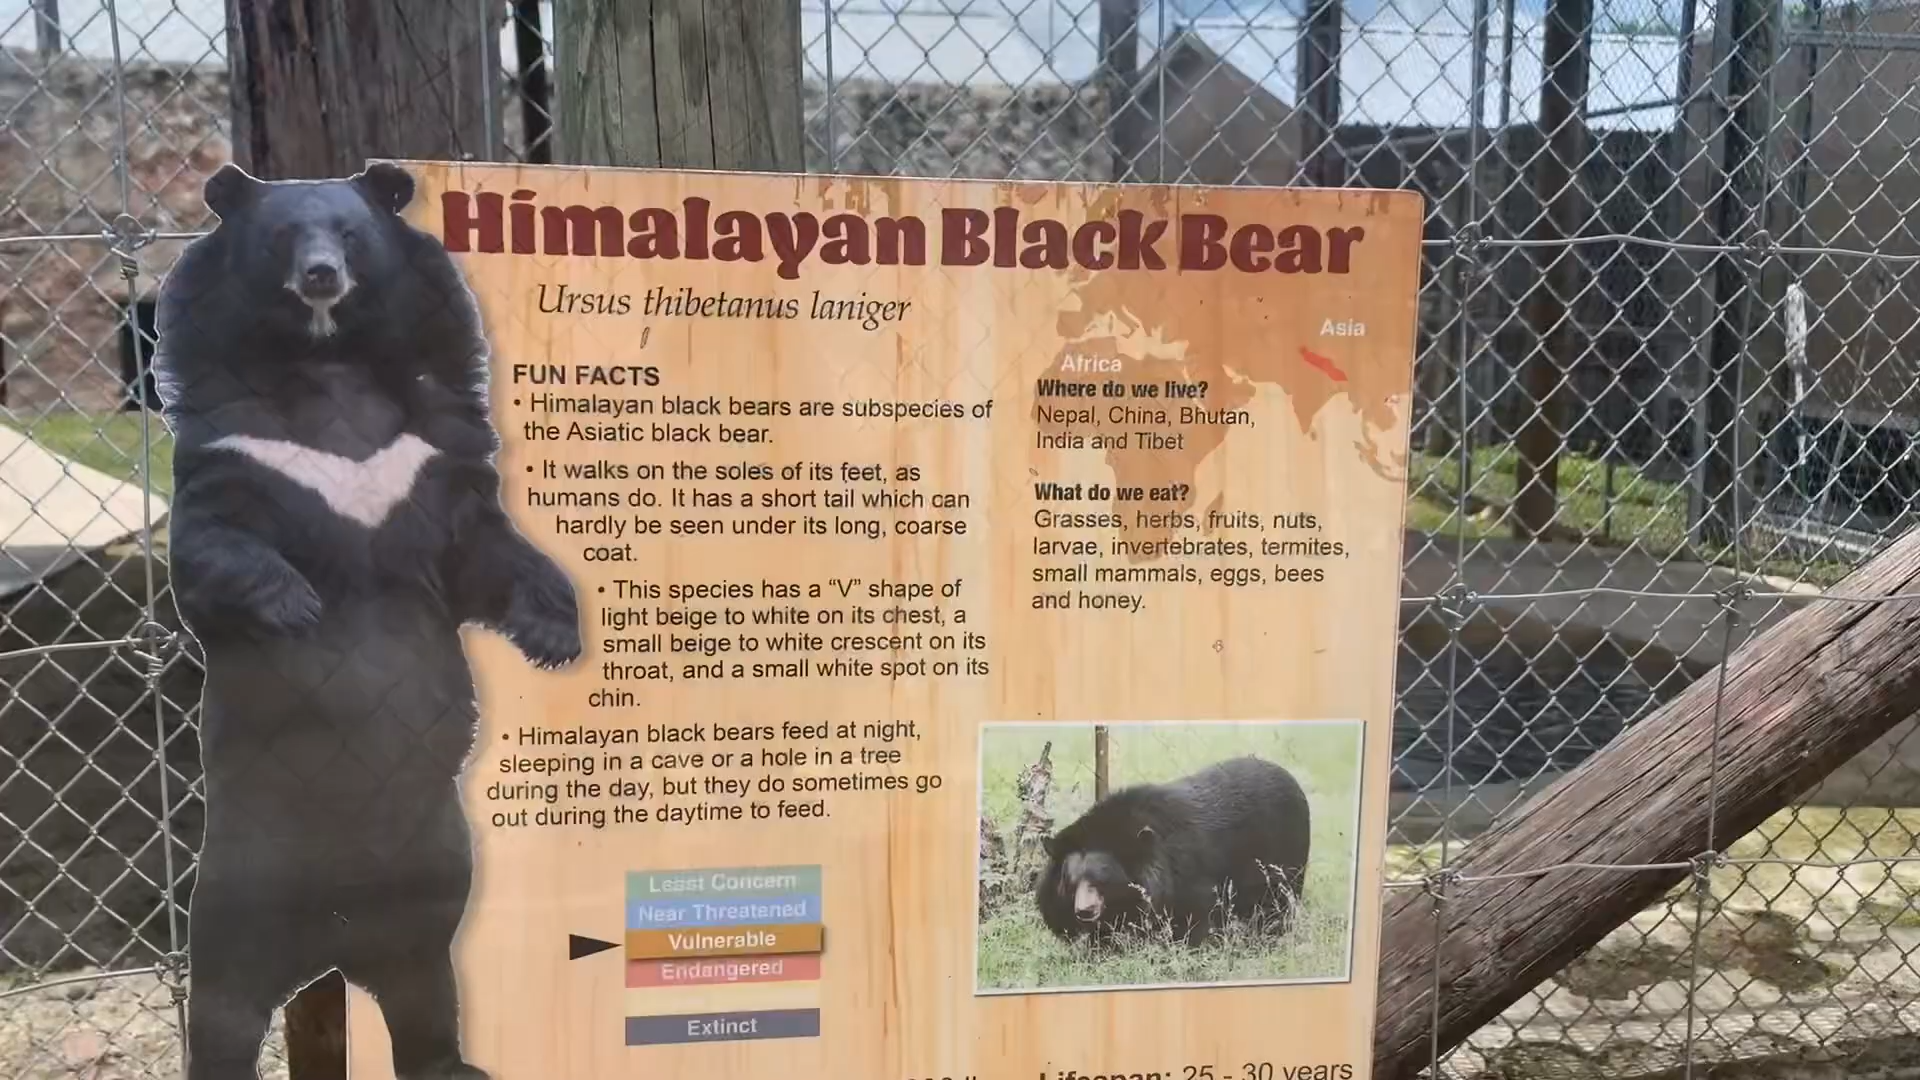 Himalayan Black Bear
Ursus thibetanus laniger
FUN FACTS
• Himalayan black bears are subspecies of
the Asiatic black bear.
• It walks on the soles of its feet, as
humans do. It has a short tail which can
hardly be seen under its long, coarse
coat.
• This species has a “V” shape of
light beige to white on its chest, a
small beige to white crescent on its
throat, and a small white spot on its
chin.
• Himalayan black bears feed at night,
sleeping in a cave or a hole in a tree
during the day, but they do sometimes go
out during the daytime to feed.
Least Concern
Near Threatened
Vulnerable
Endangered
Extinct
Asia
Africa
Where do we live?
Nepal, China, Bhutan,
India and Tibet
What do we eat?
Grasses, herbs, fruits, nuts,
larvae, invertebrates, termites,
small mammals, eggs, bees
and honey.
Lifespan: 25 - 30 years